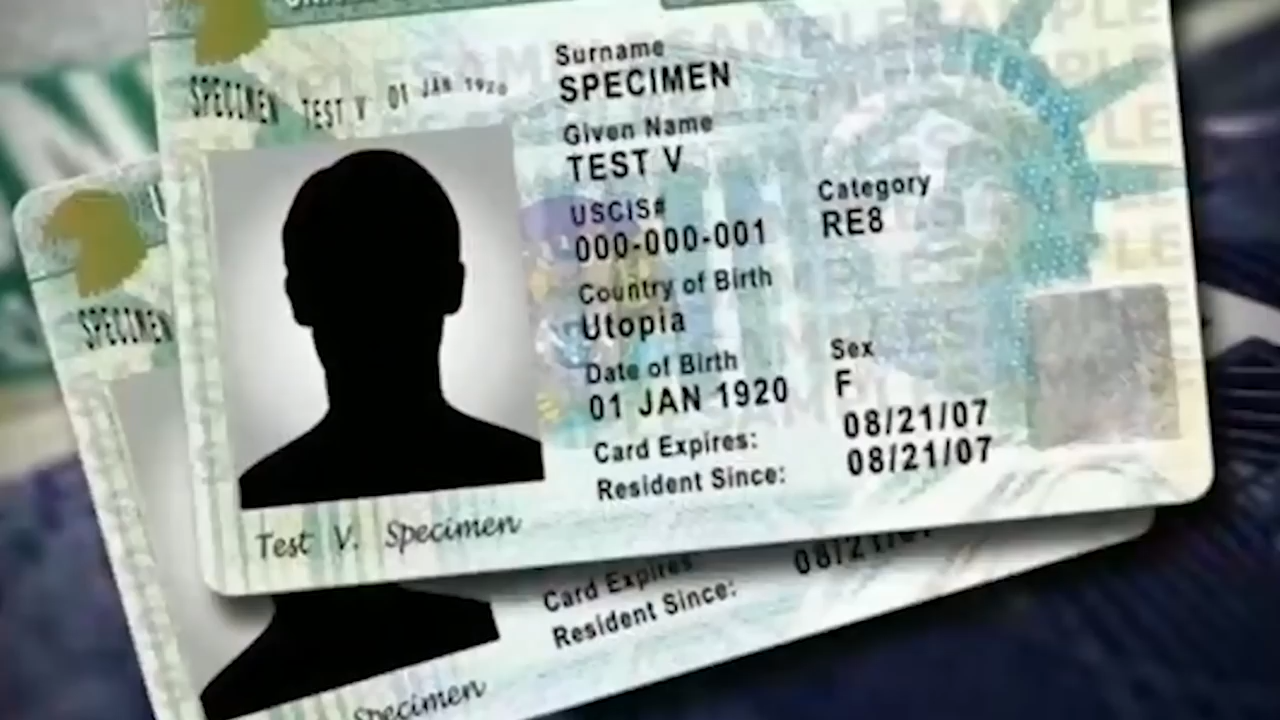 SPECIMEN TEST V 01 JAN 1920
Surname
SPECIMEN
Given Name
TEST V
USCIS#
000-000-001
Category
RE8
Country of Birth
Utopia
Date of Birth
01 JAN 1920
Sex
F
Card Expires: 08/21/07
Resident Since: 08/21/07
Test V. Specimen
SPECIMEN
Card Expires
Resident Since:
Specimen